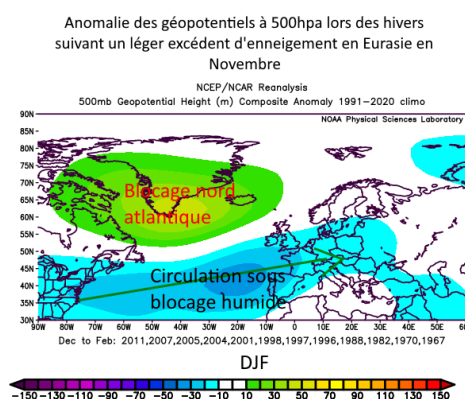 Anomalie des géopotentiels à 500hpa lors des hivers
suivant un léger excédent d'enneigement en Eurasie en
Novembre
NCEP/NCAR Reanalysis
500mb Geopotential Height (m) Composite Anomaly 1991-2020 climo
NOAA Physical Sciences Laboratory
90N
85N
80N
75N
70N
65N
60N
55N
50N
45N
40N
35N
30N
Blocage nord
atlantique
Circulation sous
blocage humide
90W 80W 70W 60W 50W 40W 30W 20W 10W 0 10E 20E 30E 40E 50E
Dec to Feb: 2011,2007,2005,2004,2001,1998,1997,1996,1988,1982,1970,1967
DJF
-150 -130 -110 -90 -70 -50 -30 -10 10 30 50 70 90 110 130 150